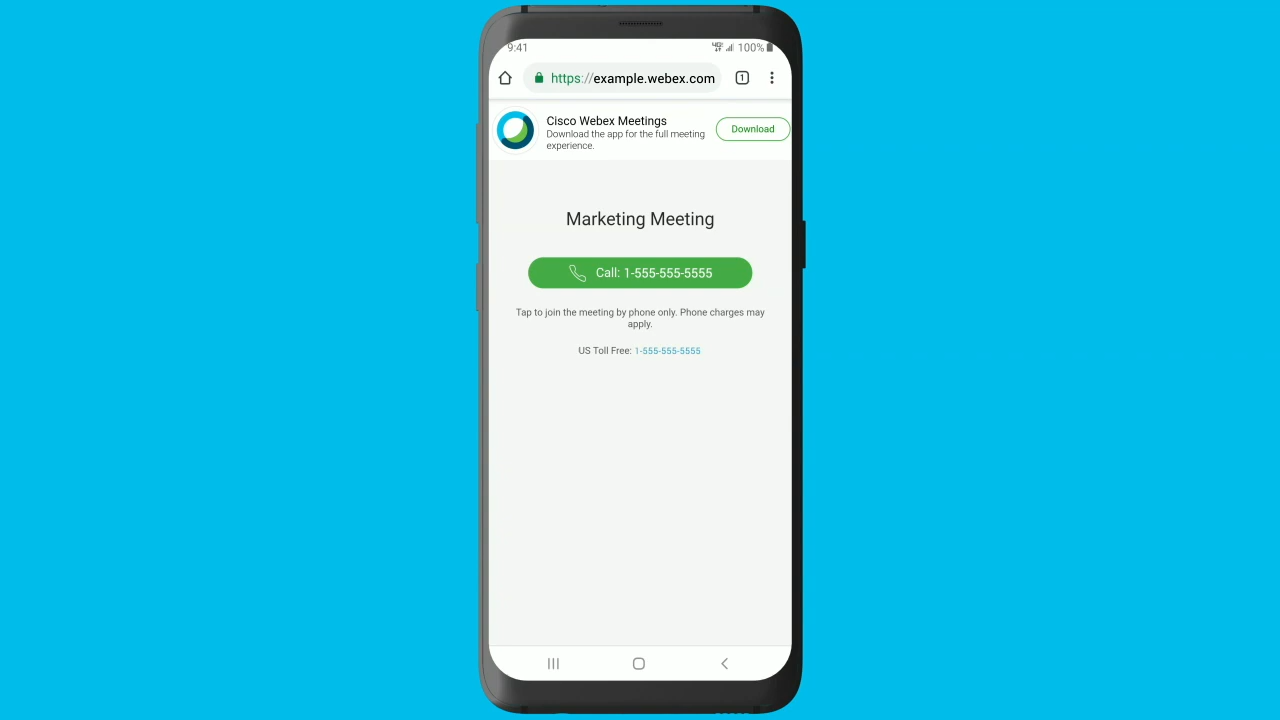 9:41
100%
https://example.webex.com
1
Cisco Webex Meetings
Download the app for the full meeting
experience.
Download
Marketing Meeting
Call: 1-555-555-5555
Tap to join the meeting by phone only. Phone charges may
apply.
US Toll Free: 1-555-555-5555